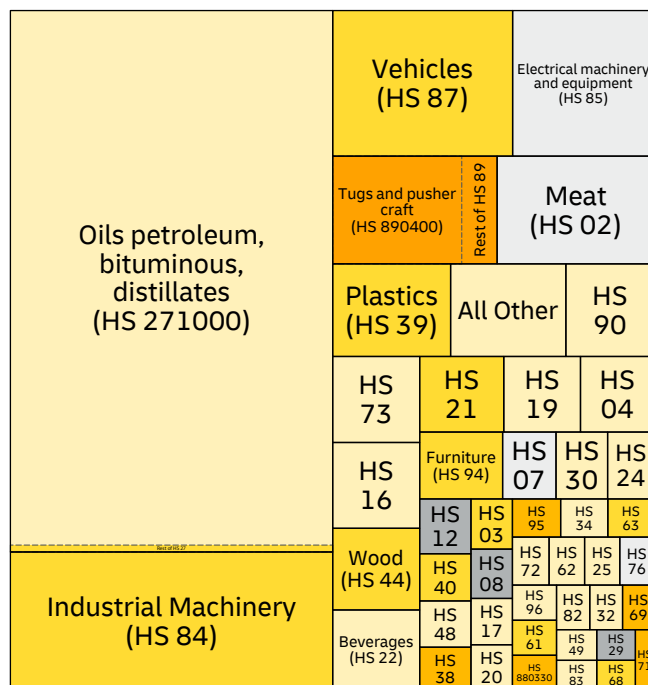 Oils petroleum,
bituminous,
distillates
(HS 271000)
Rest of HS 27
Industrial Machinery
(HS 84)
Vehicles
(HS 87)
Electrical machinery
and equipment
(HS 85)
Tugs and pusher
craft
(HS 890400)
Rest of HS 89
Meat
(HS 02)
Plastics
(HS 39)
All Other
HS
90
HS
73
HS
21
HS
19
HS
04
HS
16
Furniture
(HS 94)
HS
07
HS
30
HS
24
Wood
(HS 44)
HS
12
HS
03
HS
95
HS
34
HS
63
HS
40
HS
08
HS
72
HS
62
HS
25
HS
76
Beverages
(HS 22)
HS
48
HS
17
HS
96
HS
82
HS
32
HS
69
HS
61
HS
49
HS
29
HS
71
HS
38
HS
20
HS
880330
HS
83
HS
68